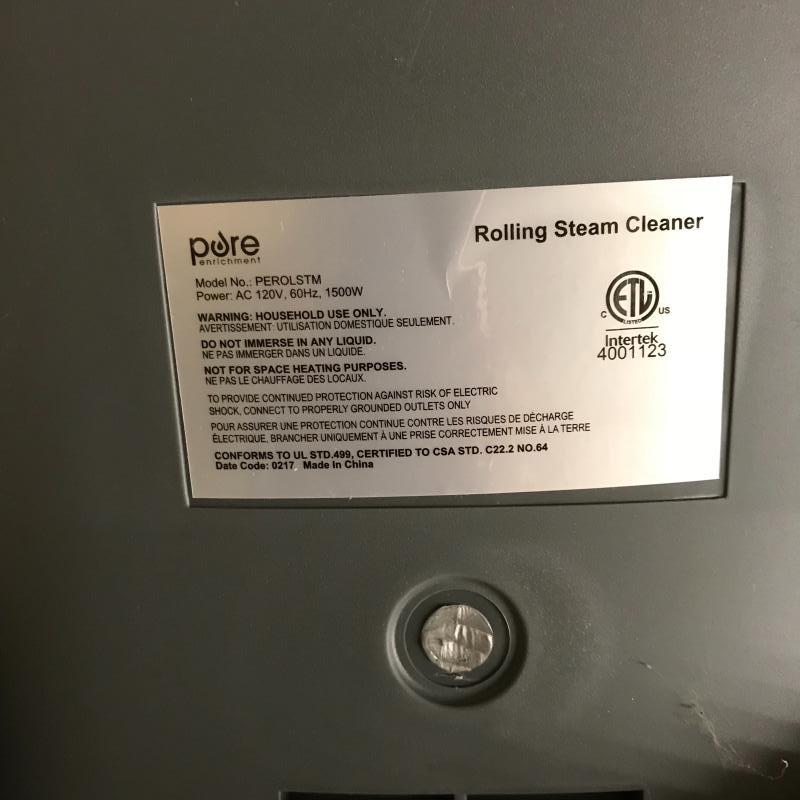 pure
enrichment
Rolling Steam Cleaner
Model No.: PEROLSTM
Power: AC 120V, 60Hz, 1500W
WARNING: HOUSEHOLD USE ONLY.
AVERTISSEMENT: UTILISATION DOMESTIQUE SEULEMENT.
DO NOT IMMERSE IN ANY LIQUID.
NE PAS IMMERGER DANS UN LIQUIDE.
NOT FOR SPACE HEATING PURPOSES.
NE PAS LE CHAUFFAGE DES LOCAUX.
TO PROVIDE CONTINUED PROTECTION AGAINST RISK OF ELECTRIC
SHOCK, CONNECT TO PROPERLY GROUNDED OUTLETS ONLY
POUR ASSURER UNE PROTECTION CONTINUE CONTRE LES RISQUES DE DÉCHARGE
ÉLECTRIQUE, BRANCHER UNIQUEMENT À UNE PRISE CORRECTEMENT MISE À LA TERRE
CONFORMS TO UL STD.499, CERTIFIED TO CSA STD. C22.2 NO.64
Date Code: 0217 Made In China
ETL
C LISTED US
Intertek
4001123